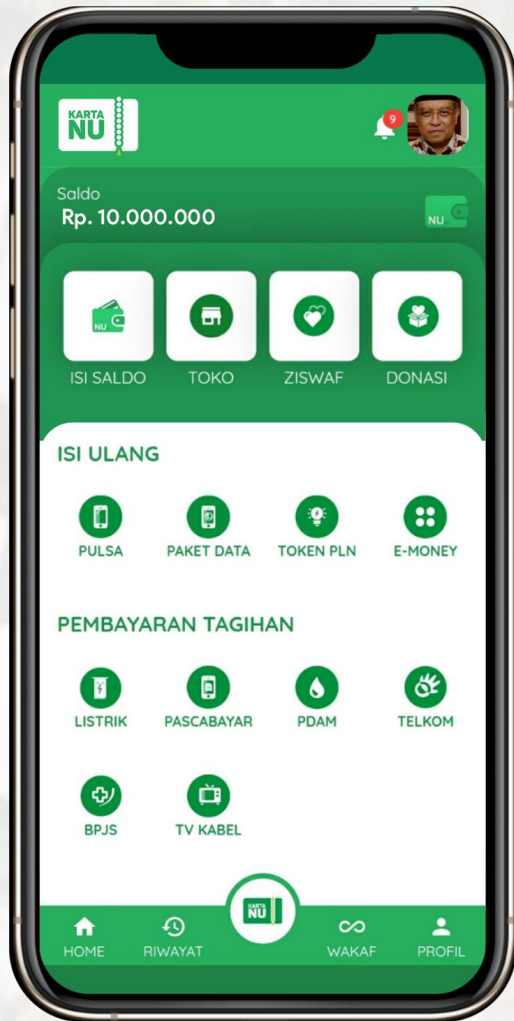 KARTA
NU
9
Saldo
Rp. 10.000.000
NU
NU
ISI SALDO TOKO ZISWAF DONASI
ISI ULANG
PULSA PAKET DATA TOKEN PLN E-MONEY
PEMBAYARAN TAGIHAN
LISTRIK PASCABAYAR PDAM TELKOM
BPJS TV KABEL
KARTA
NU
HOME RIWAYAT WAKAF PROFIL